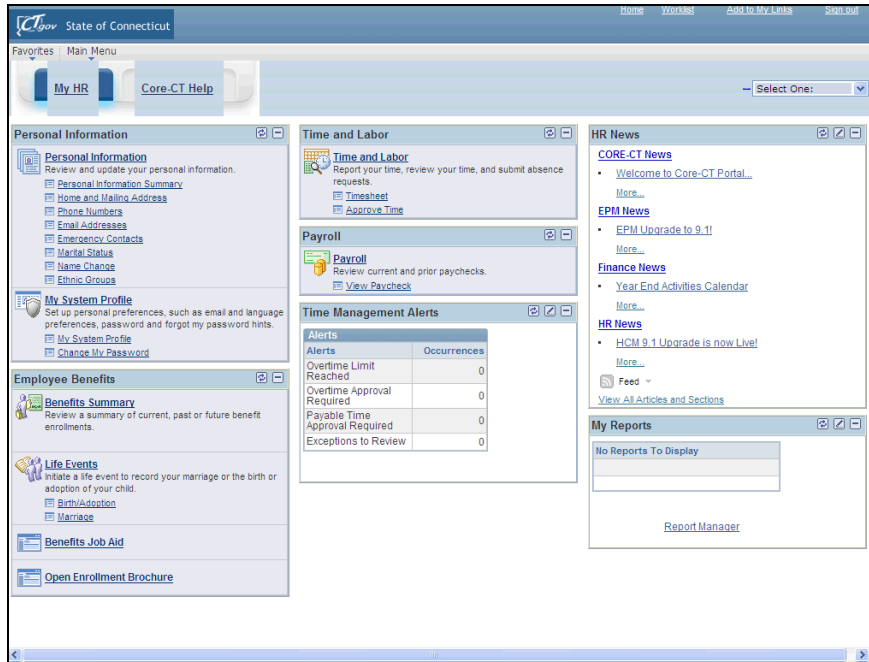 Home Worklist Add to My Links Sign out
CT.gov State of Connecticut
Favorites Main Menu
My HR Core-CT Help
Select One:
Personal Information
Personal Information
Review and update your personal information.
Personal Information Summary
Home and Mailing Address
Phone Numbers
Email Addresses
Emergency Contacts
Marital Status
Name Change
Ethnic Groups
My System Profile
Set up personal preferences, such as email and language
preferences, password and forgot my password hints.
My System Profile
Change My Password
Employee Benefits
Benefits Summary
Review a summary of current, past or future benefit
enrollments.
Life Events
Initiate a life event to record your marriage or the birth or
adoption of your child.
Birth/Adoption
Marriage
Benefits Job Aid
Open Enrollment Brochure
Time and Labor
Time and Labor
Report your time, review your time, and submit absence
requests.
Timesheet
Approve Time
Payroll
Payroll
Review current and prior paychecks.
View Paycheck
Time Management Alerts
Alerts
Alerts Occurrences
Overtime Limit
Reached 0
Overtime Approval
Required 0
Payable Time
Approval Required 0
Exceptions to Review 0
HR News
CORE-CT News
Welcome to Core-CT Portal...
More...
EPM News
EPM Upgrade to 9.1!
More...
Finance News
Year End Activities Calendar
More...
HR News
HCM 9.1 Upgrade is now Live!
More...
Feed
View All Articles and Sections
My Reports
No Reports To Display
Report Manager